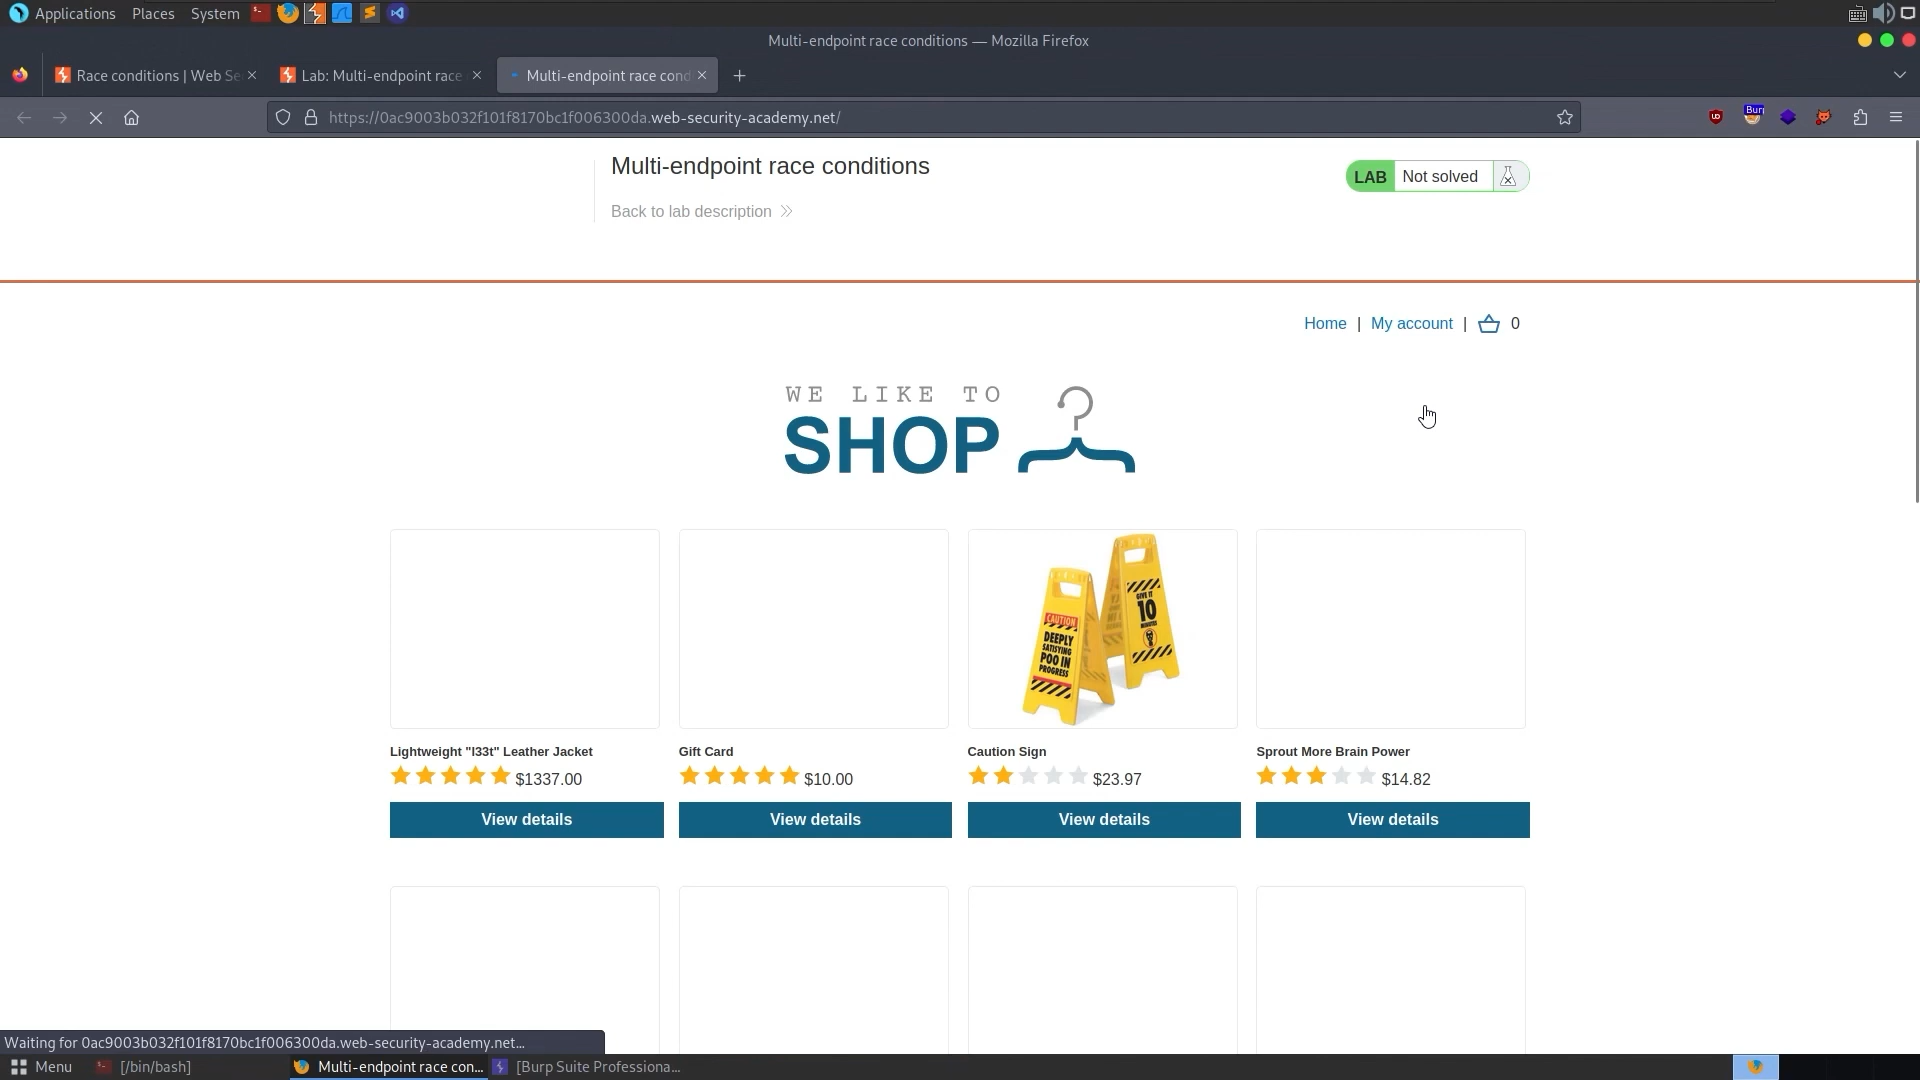 Applications Places System
Multi-endpoint race conditions — Mozilla Firefox
Race conditions | Web Se
Lab: Multi-endpoint race
Multi-endpoint race cond
https://0ac9003b032f101f8170bc1f006300da.web-security-academy.net/
Multi-endpoint race conditions
LAB Not solved
Back to lab description
Home | My account | 0
WE LIKE TO
SHOP
CAUTION
DEEPLY
SATISFYING
POO IN
PROGRESS
GIVE IT
10
MINUTES
Lightweight "l33t" Leather Jacket
$1337.00
View details
Gift Card
$10.00
View details
Caution Sign
$23.97
View details
Sprout More Brain Power
$14.82
View details
Waiting for 0ac9003b032f101f8170bc1f006300da.web-security-academy.net…
Menu [/bin/bash] Multi-endpoint race con... [Burp Suite Professiona...